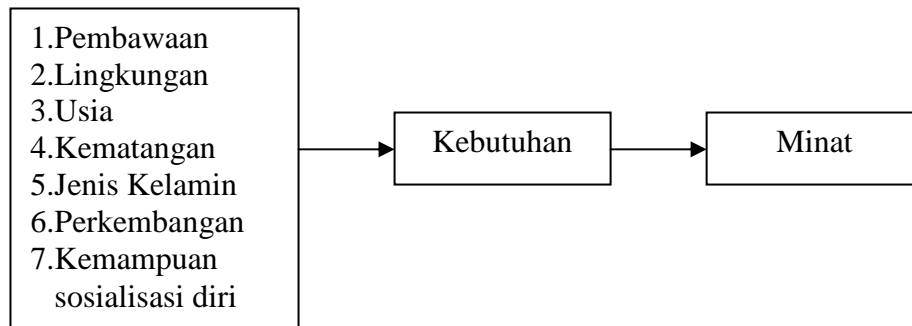 1.Pembawaan
2.Lingkungan
3.Usia
4.Kematangan
5.Jenis Kelamin
6.Perkembangan
7.Kemampuan
sosialisasi diri
Kebutuhan
Minat